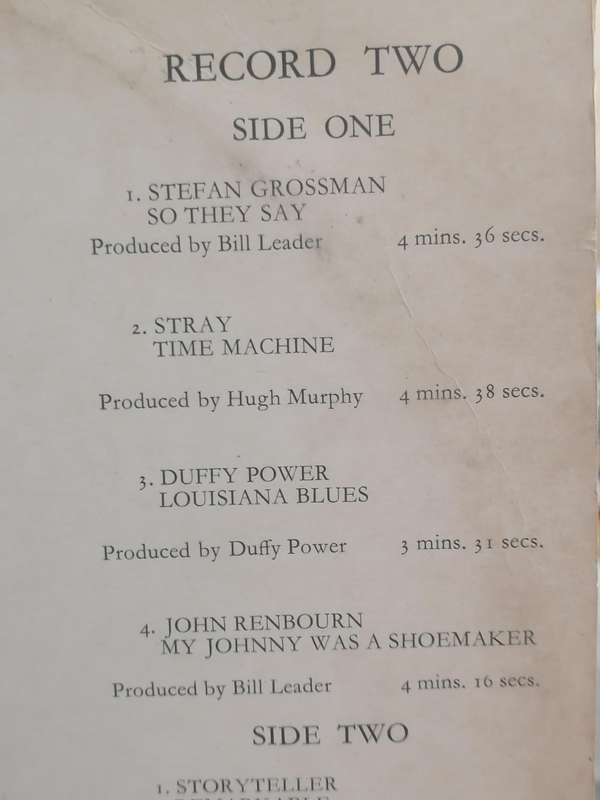 RECORD TWO
SIDE ONE
1. STEFAN GROSSMAN
SO THEY SAY
Produced by Bill Leader 4 mins. 36 secs.
2. STRAY
TIME MACHINE
Produced by Hugh Murphy 4 mins. 38 secs.
3. DUFFY POWER
LOUISIANA BLUES
Produced by Duffy Power 3 mins. 31 secs.
4. JOHN RENBOURN
MY JOHNNY WAS A SHOEMAKER
Produced by Bill Leader 4 mins. 16 secs.
SIDE TWO
1. STORYTELLER